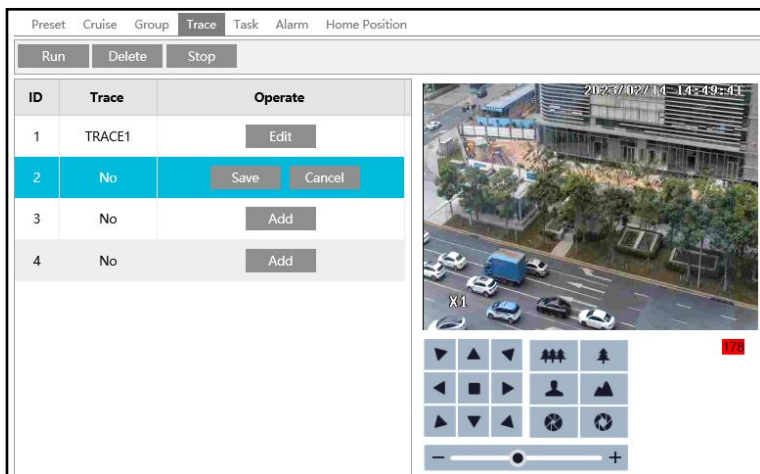 Preset Cruise Group Trace Task Alarm Home Position
Run Delete Stop
ID Trace Operate
1 TRACE1 Edit
2 No Save Cancel
3 No Add
4 No Add
2023/02/14 14:49:41
X1
178